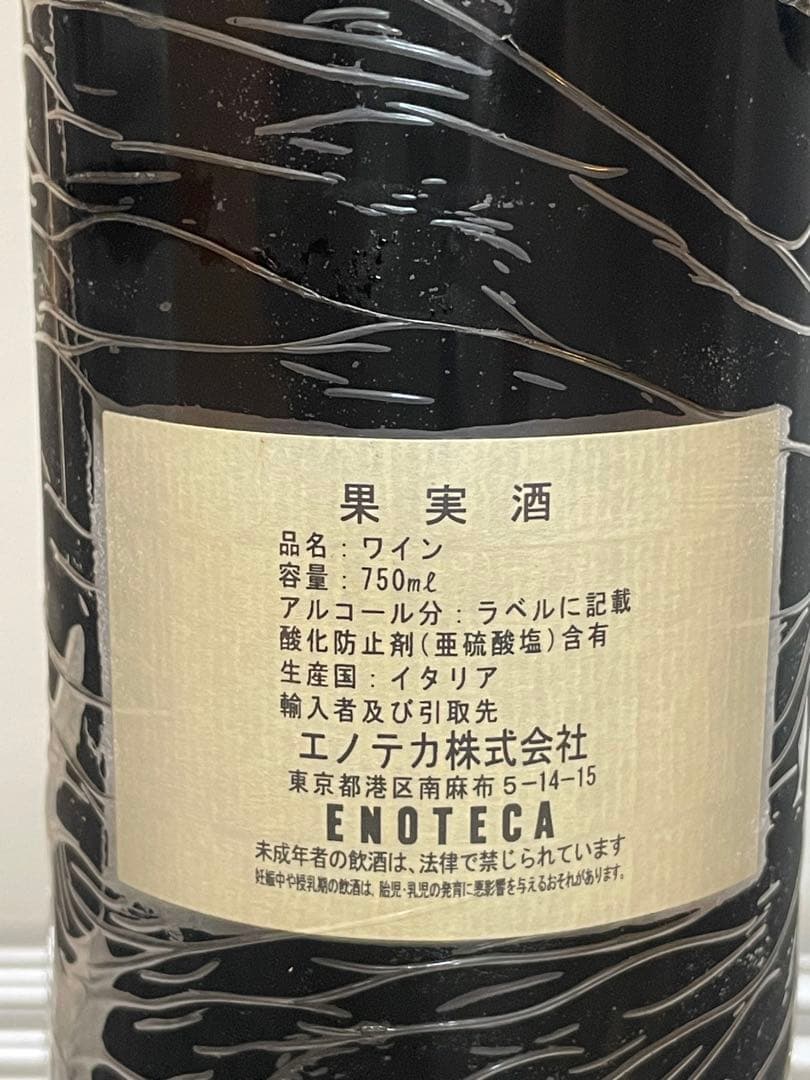 果実酒
品名：ワイン
容量：750mℓ
アルコール分：ラベルに記載
酸化防止剤(亜硫酸塩)含有
生産国：イタリア
輸入者及び引取先
エノテカ株式会社
東京都港区南麻布5-14-15
ENOTECA
未成年者の飲酒は、法律で禁じられています
妊娠中や授乳期の飲酒は、胎児・乳児の発育に悪影響を与えるおそれがあります。